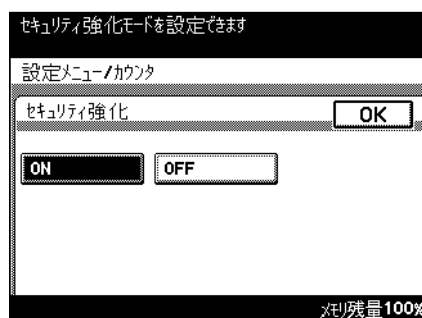 セキュリティ強化モードを設定できます
設定メニュー/カウンタ
セキュリティ強化
OK
ON OFF
メモリ残量100%